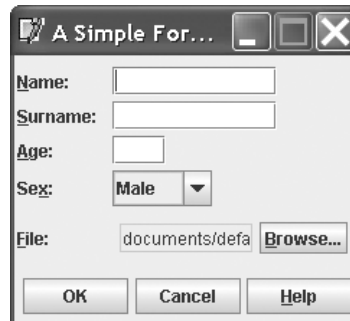 A Simple For...
Name:
Surname:
Age:
Sex: Male
File: documents/defa Browse...
OK Cancel Help